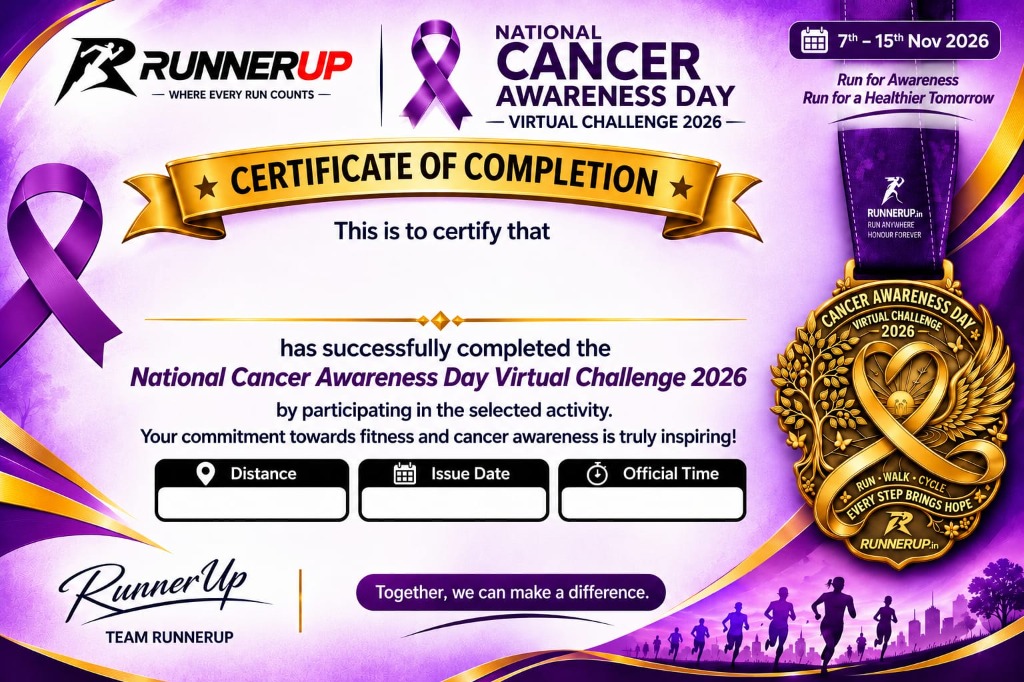 RUNNERUP
— WHERE EVERY RUN COUNTS —
NATIONAL
CANCER
AWARENESS DAY
— VIRTUAL CHALLENGE 2026 —
7th – 15th Nov 2026
Run for Awareness
Run for a Healthier Tomorrow
★ CERTIFICATE OF COMPLETION ★
This is to certify that
has successfully completed the
National Cancer Awareness Day Virtual Challenge 2026
by participating in the selected activity.
Your commitment towards fitness and cancer awareness is truly inspiring!
Distance
Issue Date
Official Time
RunnerUp
TEAM RUNNERUP
Together, we can make a difference.
RUNNERUP.in
RUN ANYWHERE
HONOUR FOREVER
CANCER AWARENESS DAY
VIRTUAL CHALLENGE
2026
RUN • WALK • CYCLE
EVERY STEP BRINGS HOPE
RUNNERUP.in